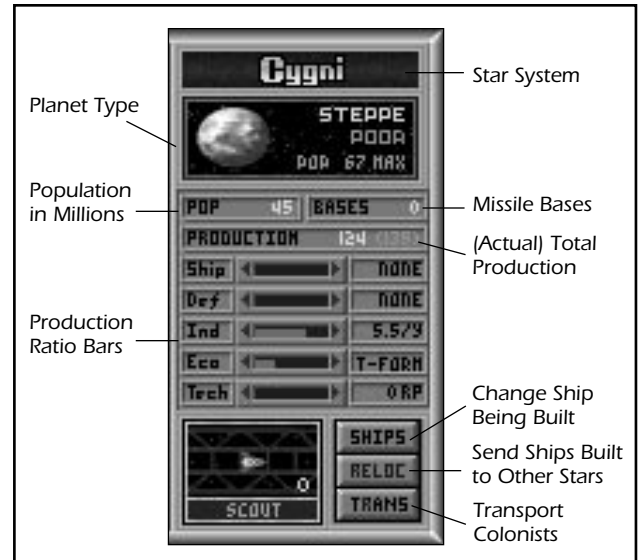 Cygni
Star System
Planet Type
STEPPE
POOR
POP 67 MAX
Population
in Millions
POP 45
BASES 0
Missile Bases
PRODUCTION 124 (135)
(Actual) Total
Production
Ship
NONE
Def
NONE
Production
Ratio Bars
Ind
5.5/Y
Eco
T-FORM
Tech
0 RP
Change Ship
Being Built
SHIPS
Send Ships Built
to Other Stars
RELOC
0
SCOUT
TRANS
Transport
Colonists